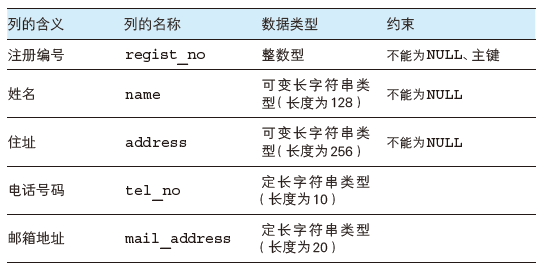 列的含义 列的名称 数据类型 约束
注册编号 regist_no 整数型 不能为NULL、主键
姓名 name 可变长字符串类型(长度为128) 不能为NULL
住址 address 可变长字符串类型(长度为256) 不能为NULL
电话号码 tel_no 定长字符串类型(长度为10)
邮箱地址 mail_address 定长字符串类型(长度为20)